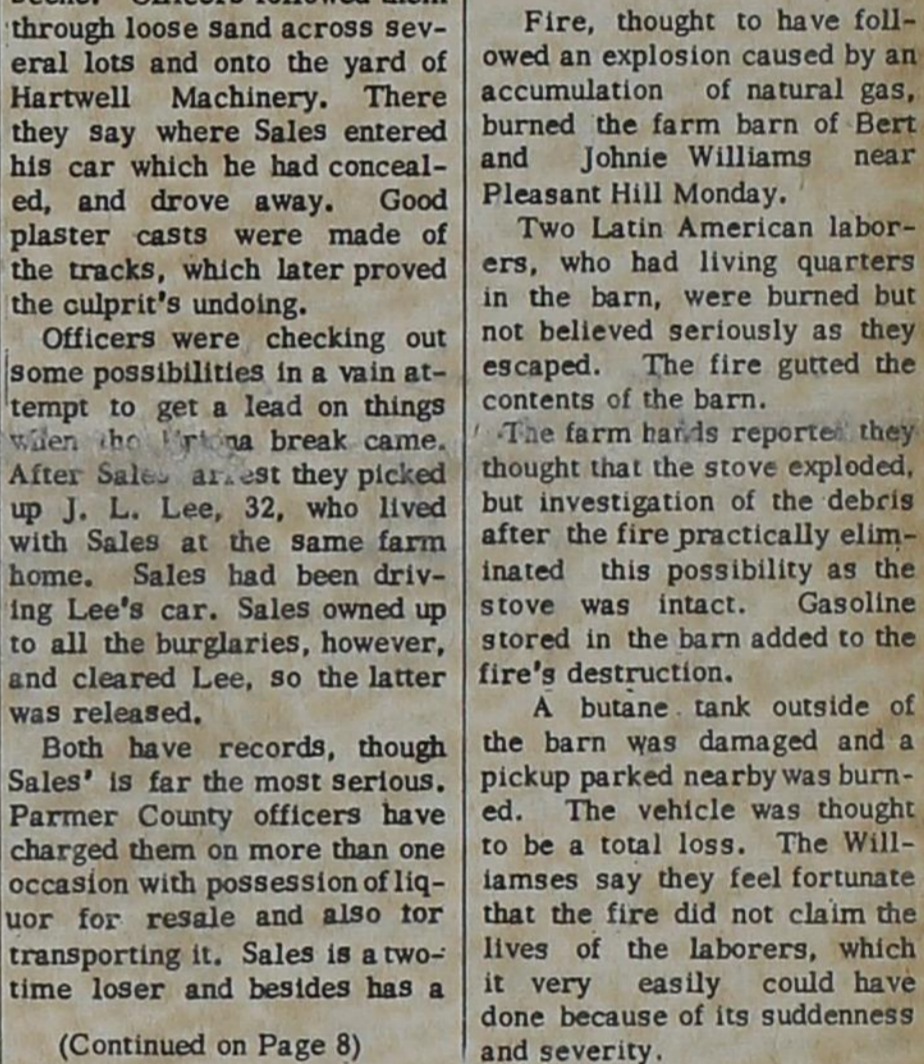 through loose sand across sev-
eral lots and onto the yard of
Hartwell Machinery. There
they say where Sales entered
his car which he had conceal-
ed, and drove away. Good
plaster casts were made of
the tracks, which later proved
the culprit's undoing.
Officers were checking out
some possibilities in a vain at-
tempt to get a lead on things
when the break came.
After Sales arrest they picked
up J. L. Lee, 32, who lived
with Sales at the same farm
home. Sales had been driv-
ing Lee's car. Sales owned up
to all the burglaries, however,
and cleared Lee, so the latter
was released.
Both have records, though
Sales' is far the most serious.
Parmer County officers have
charged them on more than one
occasion with possession of liq-
uor for resale and also tor
transporting it. Sales is a two-
time loser and besides has a
(Continued on Page 8)
Fire, thought to have foll-
owed an explosion caused by an
accumulation of natural gas,
burned the farm barn of Bert
and Johnie Williams near
Pleasant Hill Monday.
Two Latin American labor-
ers, who had living quarters
in the barn, were burned but
not believed seriously as they
escaped. The fire gutted the
contents of the barn.
The farm hands reported they
thought that the stove exploded,
but investigation of the debris
after the fire practically elim-
inated this possibility as the
stove was intact. Gasoline
stored in the barn added to the
fire's destruction.
A butane tank outside of
the barn was damaged and a
pickup parked nearby was burn-
ed. The vehicle was thought
to be a total loss. The Will-
iamses say they feel fortunate
that the fire did not claim the
lives of the laborers, which
it very easily could have
done because of its suddenness
and severity.